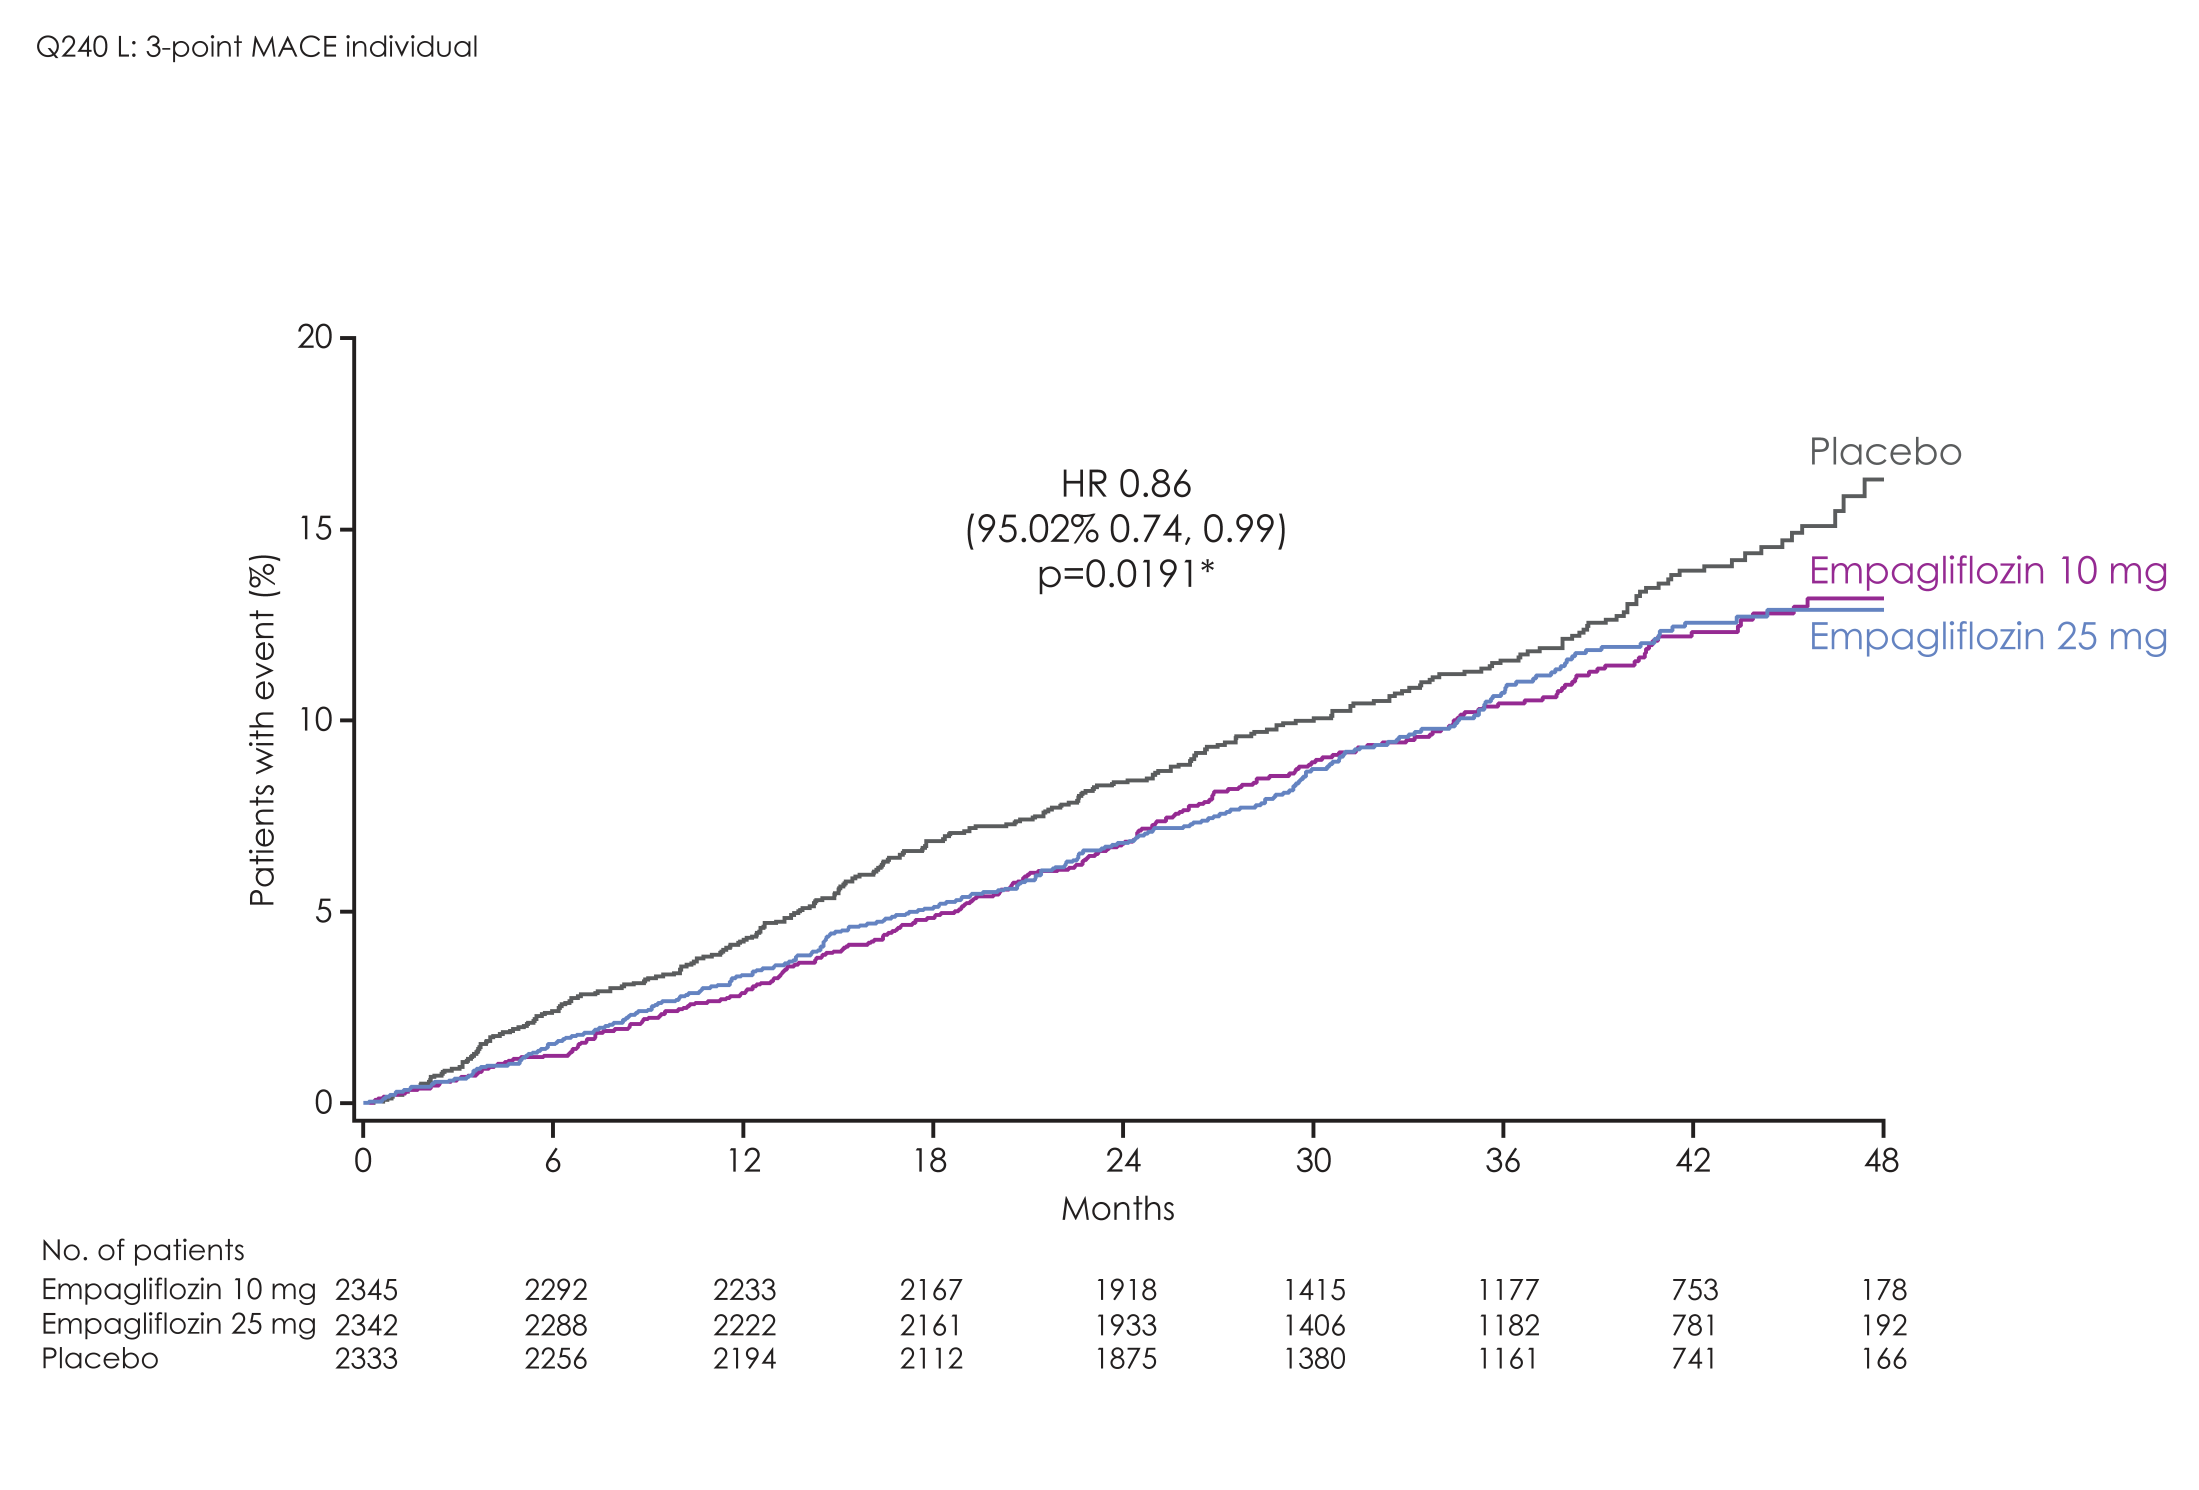 Q240 L: 3-point MACE individual
20
15
10
5
0
Patients with event (%)
HR 0.86
(95.02% 0.74, 0.99)
p=0.0191*
Placebo
Empagliflozin 10 mg
Empagliflozin 25 mg
0 6 12 18 24 30 36 42 48
Months
No. of patients
Empagliflozin 10 mg 2345 2292 2233 2167 1918 1415 1177 753 178
Empagliflozin 25 mg 2342 2288 2222 2161 1933 1406 1182 781 192
Placebo 2333 2256 2194 2112 1875 1380 1161 741 166